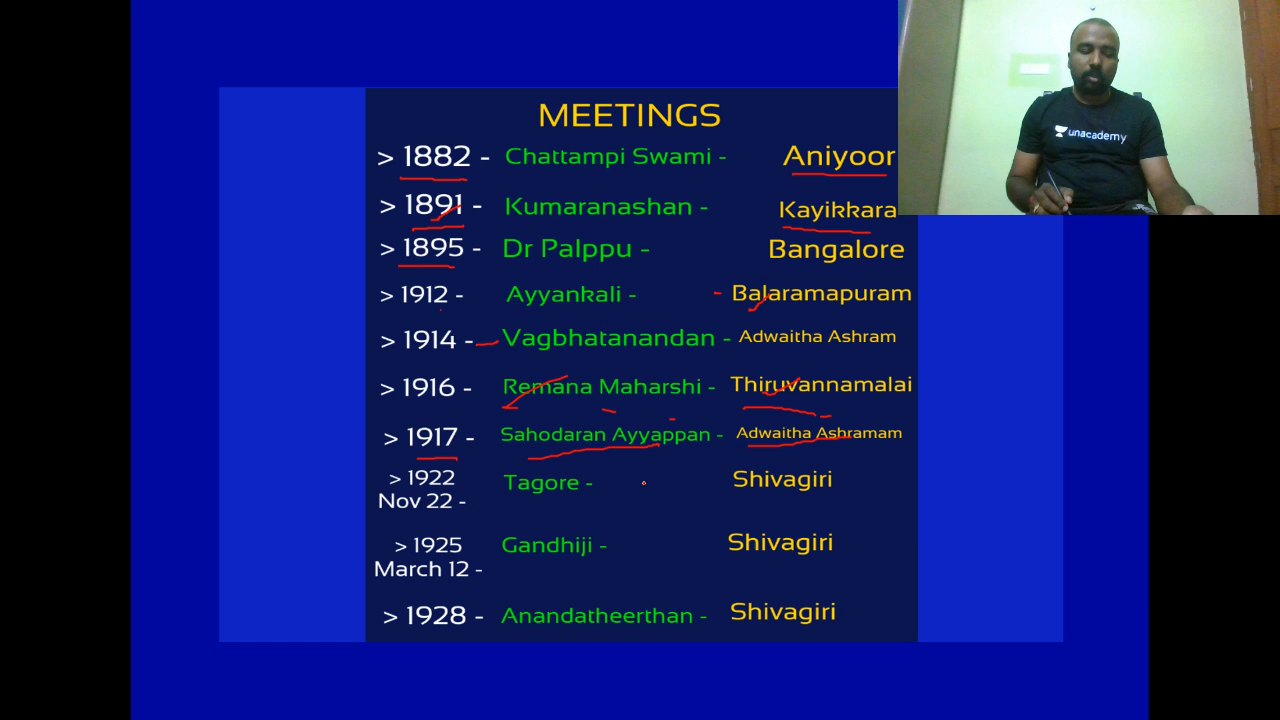 MEETINGS
> 1882 - Chattampi Swami - Aniyoor
> 1891 - Kumaranashan - Kayikkara
> 1895 - Dr Palppu - Bangalore
> 1912 - Ayyankali - Balaramapuram
> 1914 - Vagbhatanandan - Adwaitha Ashram
> 1916 - Remana Maharshi - Thiruvannamalai
> 1917 - Sahodaran Ayyappan - Adwaitha Ashramam
> 1922
Nov 22 - Tagore - Shivagiri
> 1925
March 12 - Gandhiji - Shivagiri
> 1928 - Anandatheerthan - Shivagiri
unacademy